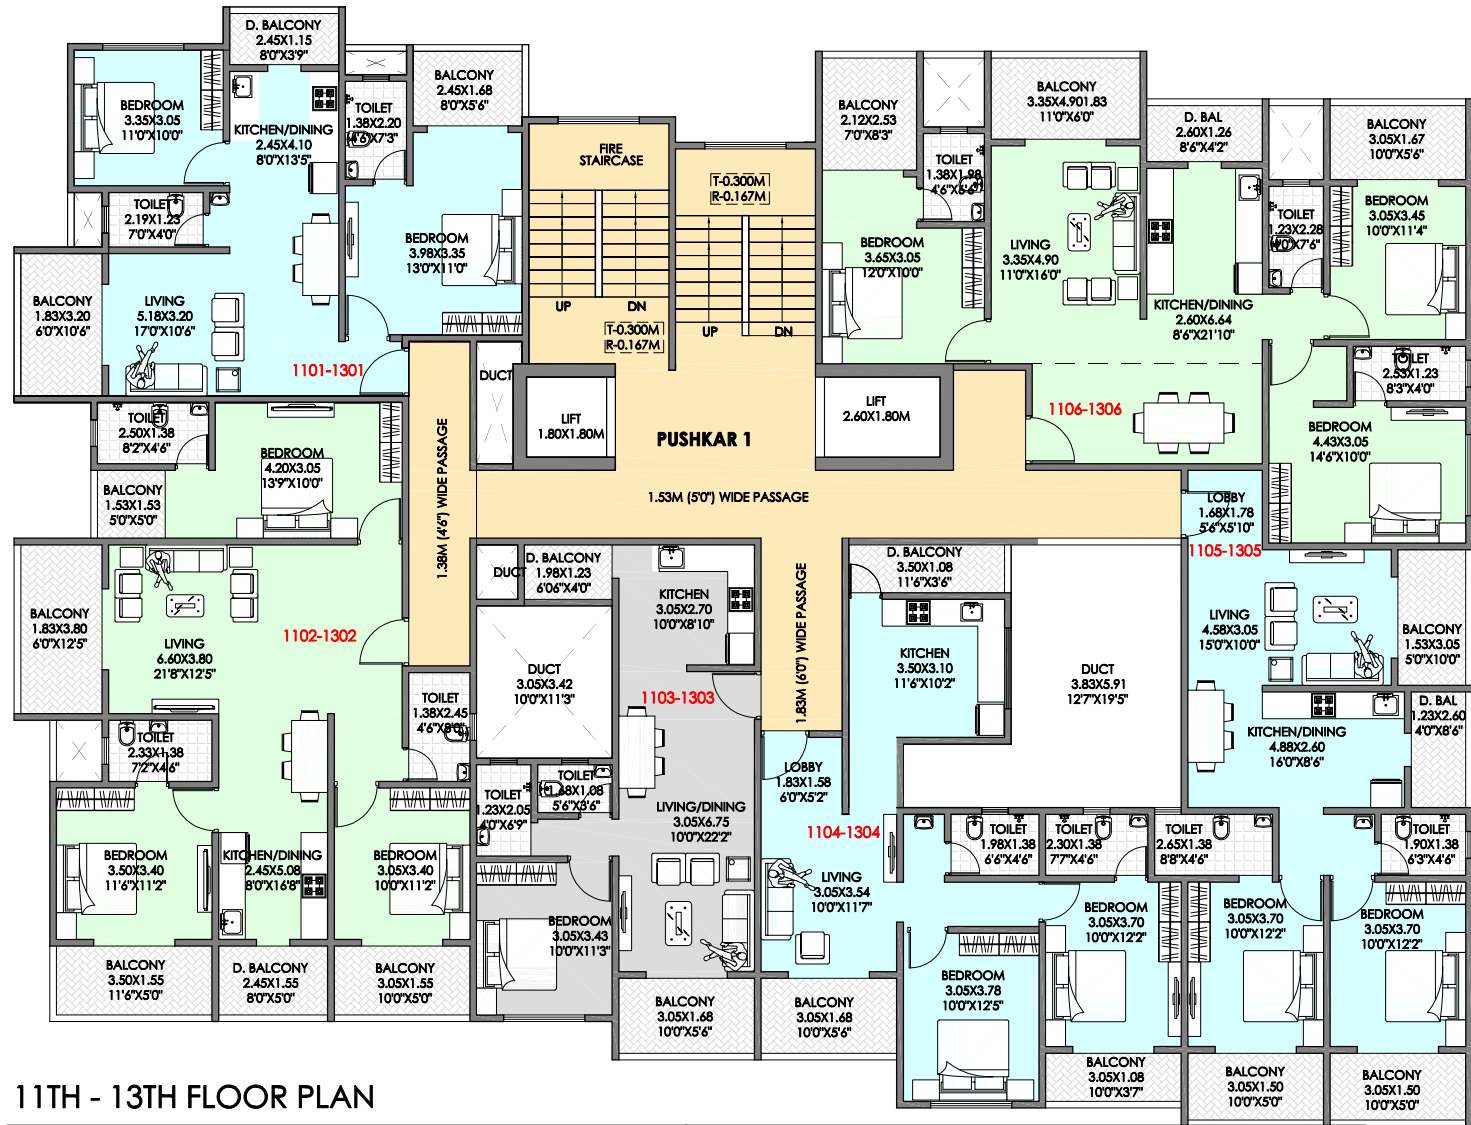 D. BALCONY
2.45X1.15
8'0"X3'9"
BEDROOM
3.35X3.05
11'0"X10'0"
KITCHEN/DINING
2.45X4.10
8'0"X13'5"
TOILET
1.38X2.20
4'6"X7'3"
BALCONY
2.45X1.68
8'0"X5'6"
TOILET
2.19X1.23
7'0"X4'0"
BEDROOM
3.98X3.35
13'0"X11'0"
BALCONY
1.83X3.20
6'0"X10'6"
LIVING
5.18X3.20
17'0"X10'6"
1101-1301
FIRE
STAIRCASE
UP
DN
T-0.300M
R-0.167M
T-0.300M
R-0.167M
UP
DN
DUCT
LIFT
1.80X1.80M
PUSHKAR 1
LIFT
2.60X1.80M
1.53M (5'0") WIDE PASSAGE
1.38M (4'6") WIDE PASSAGE
1.83M (6'0") WIDE PASSAGE
BALCONY
2.12X2.53
7'0"X8'3"
TOILET
1.38X1.98
4'6"X6'6"
BALCONY
3.35X4.901.83
11'0"X6'0"
D. BAL
2.60X1.26
8'6"X4'2"
BALCONY
3.05X1.67
10'0"X5'6"
BEDROOM
3.65X3.05
12'0"X10'0"
LIVING
3.35X4.90
11'0"X16'0"
KITCHEN/DINING
2.60X6.64
8'6"X21'10"
TOILET
1.23X2.28
4'0"X7'6"
BEDROOM
3.05X3.45
10'0"X11'4"
TOILET
2.53X1.23
8'3"X4'0"
1106-1306
BEDROOM
4.43X3.05
14'6"X10'0"
TOILET
2.50X1.38
8'2"X4'6"
BEDROOM
4.20X3.05
13'9"X10'0"
BALCONY
1.53X1.53
5'0"X5'0"
BALCONY
1.83X3.80
6'0"X12'5"
LIVING
6.60X3.80
21'8"X12'5"
1102-1302
TOILET
1.38X2.45
4'6"X8'0"
TOILET
2.33X1.38
7'2"X4'6"
BEDROOM
3.50X3.40
11'6"X11'2"
KITCHEN/DINING
2.45X5.08
8'0"X16'8"
BEDROOM
3.05X3.40
10'0"X11'2"
BALCONY
3.50X1.55
11'6"X5'0"
D. BALCONY
2.45X1.55
8'0"X5'0"
BALCONY
3.05X1.55
10'0"X5'0"
DUCT
D. BALCONY
1.98X1.23
6'06"X4'0"
KITCHEN
3.05X2.70
10'0"X8'10"
DUCT
3.05X3.42
10'0"X11'3"
1103-1303
TOILET
1.23X2.05
4'0"X6'9"
TOILET
1.68X1.08
5'6"X3'6"
LIVING/DINING
3.05X6.75
10'0"X22'2"
BEDROOM
3.05X3.43
10'0"X11'3"
BALCONY
3.05X1.68
10'0"X5'6"
D. BALCONY
3.50X1.08
11'6"X3'6"
KITCHEN
3.50X3.10
11'6"X10'2"
DUCT
3.83X5.91
12'7"X19'5"
LOBBY
1.83X1.58
6'0"X5'2"
1104-1304
LIVING
3.05X3.54
10'0"X11'7"
BALCONY
3.05X1.68
10'0"X5'6"
TOILET
1.98X1.38
6'6"X4'6"
TOILET
2.30X1.38
7'7"X4'6"
BEDROOM
3.05X3.78
10'0"X12'5"
BEDROOM
3.05X3.70
10'0"X12'2"
BALCONY
3.05X1.08
10'0"X3'7"
LOBBY
1.68X1.78
5'6"X5'10"
1105-1305
LIVING
4.58X3.05
15'0"X10'0"
BALCONY
1.53X3.05
5'0"X10'0"
D. BAL
1.23X2.60
4'0"X8'6"
KITCHEN/DINING
4.88X2.60
16'0"X8'6"
TOILET
2.65X1.38
8'8"X4'6"
TOILET
1.90X1.38
6'3"X4'6"
BEDROOM
3.05X3.70
10'0"X12'2"
BEDROOM
3.05X3.70
10'0"X12'2"
BALCONY
3.05X1.50
10'0"X5'0"
BALCONY
3.05X1.50
10'0"X5'0"
11TH - 13TH FLOOR PLAN